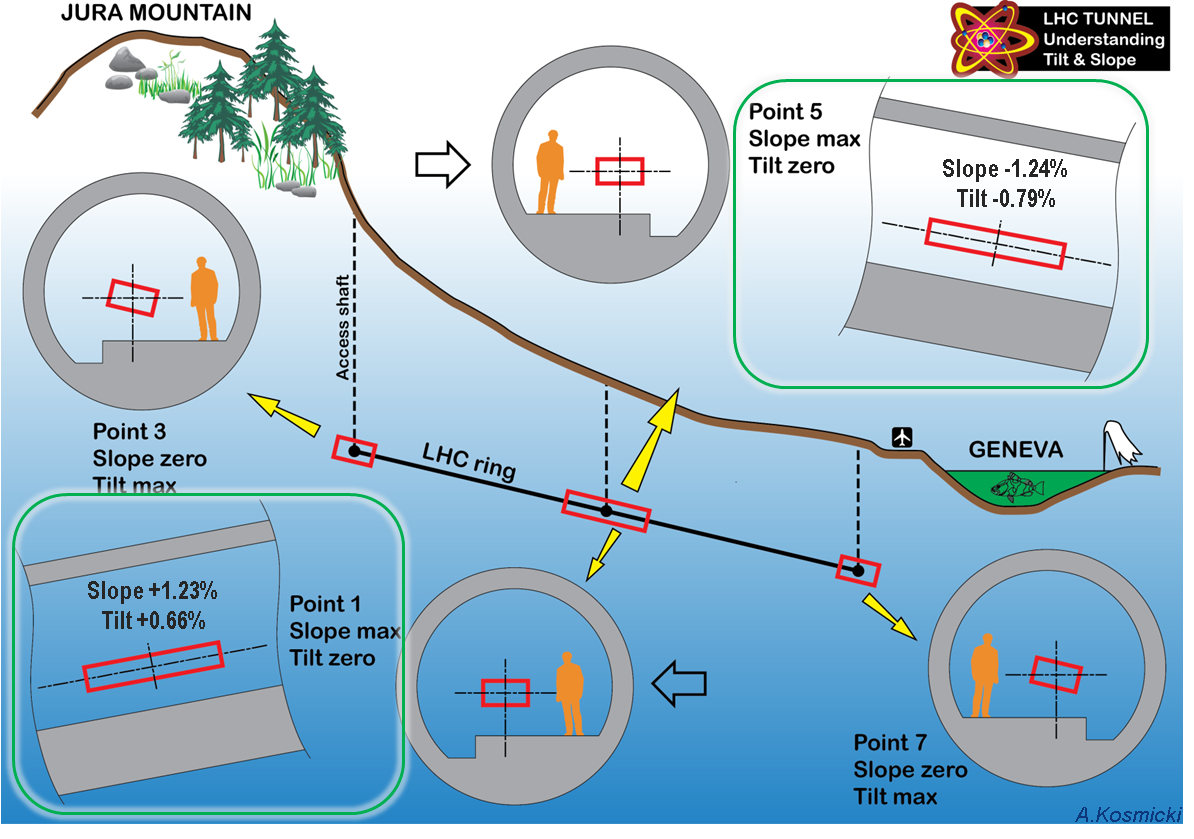 JURA MOUNTAIN
LHC TUNNEL
Understanding
Tilt & Slope
Point 5
Slope max
Tilt zero
Slope -1.24%
Tilt -0.79%
Access shaft
Point 3
Slope zero
Tilt max
LHC ring
GENEVA
Slope +1.23%
Tilt +0.66%
Point 1
Slope max
Tilt zero
Point 7
Slope zero
Tilt max
A.Kosmicki